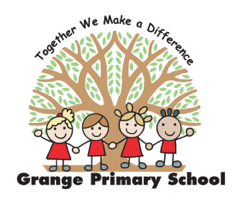 Together We Make a Difference
Grange Primary School